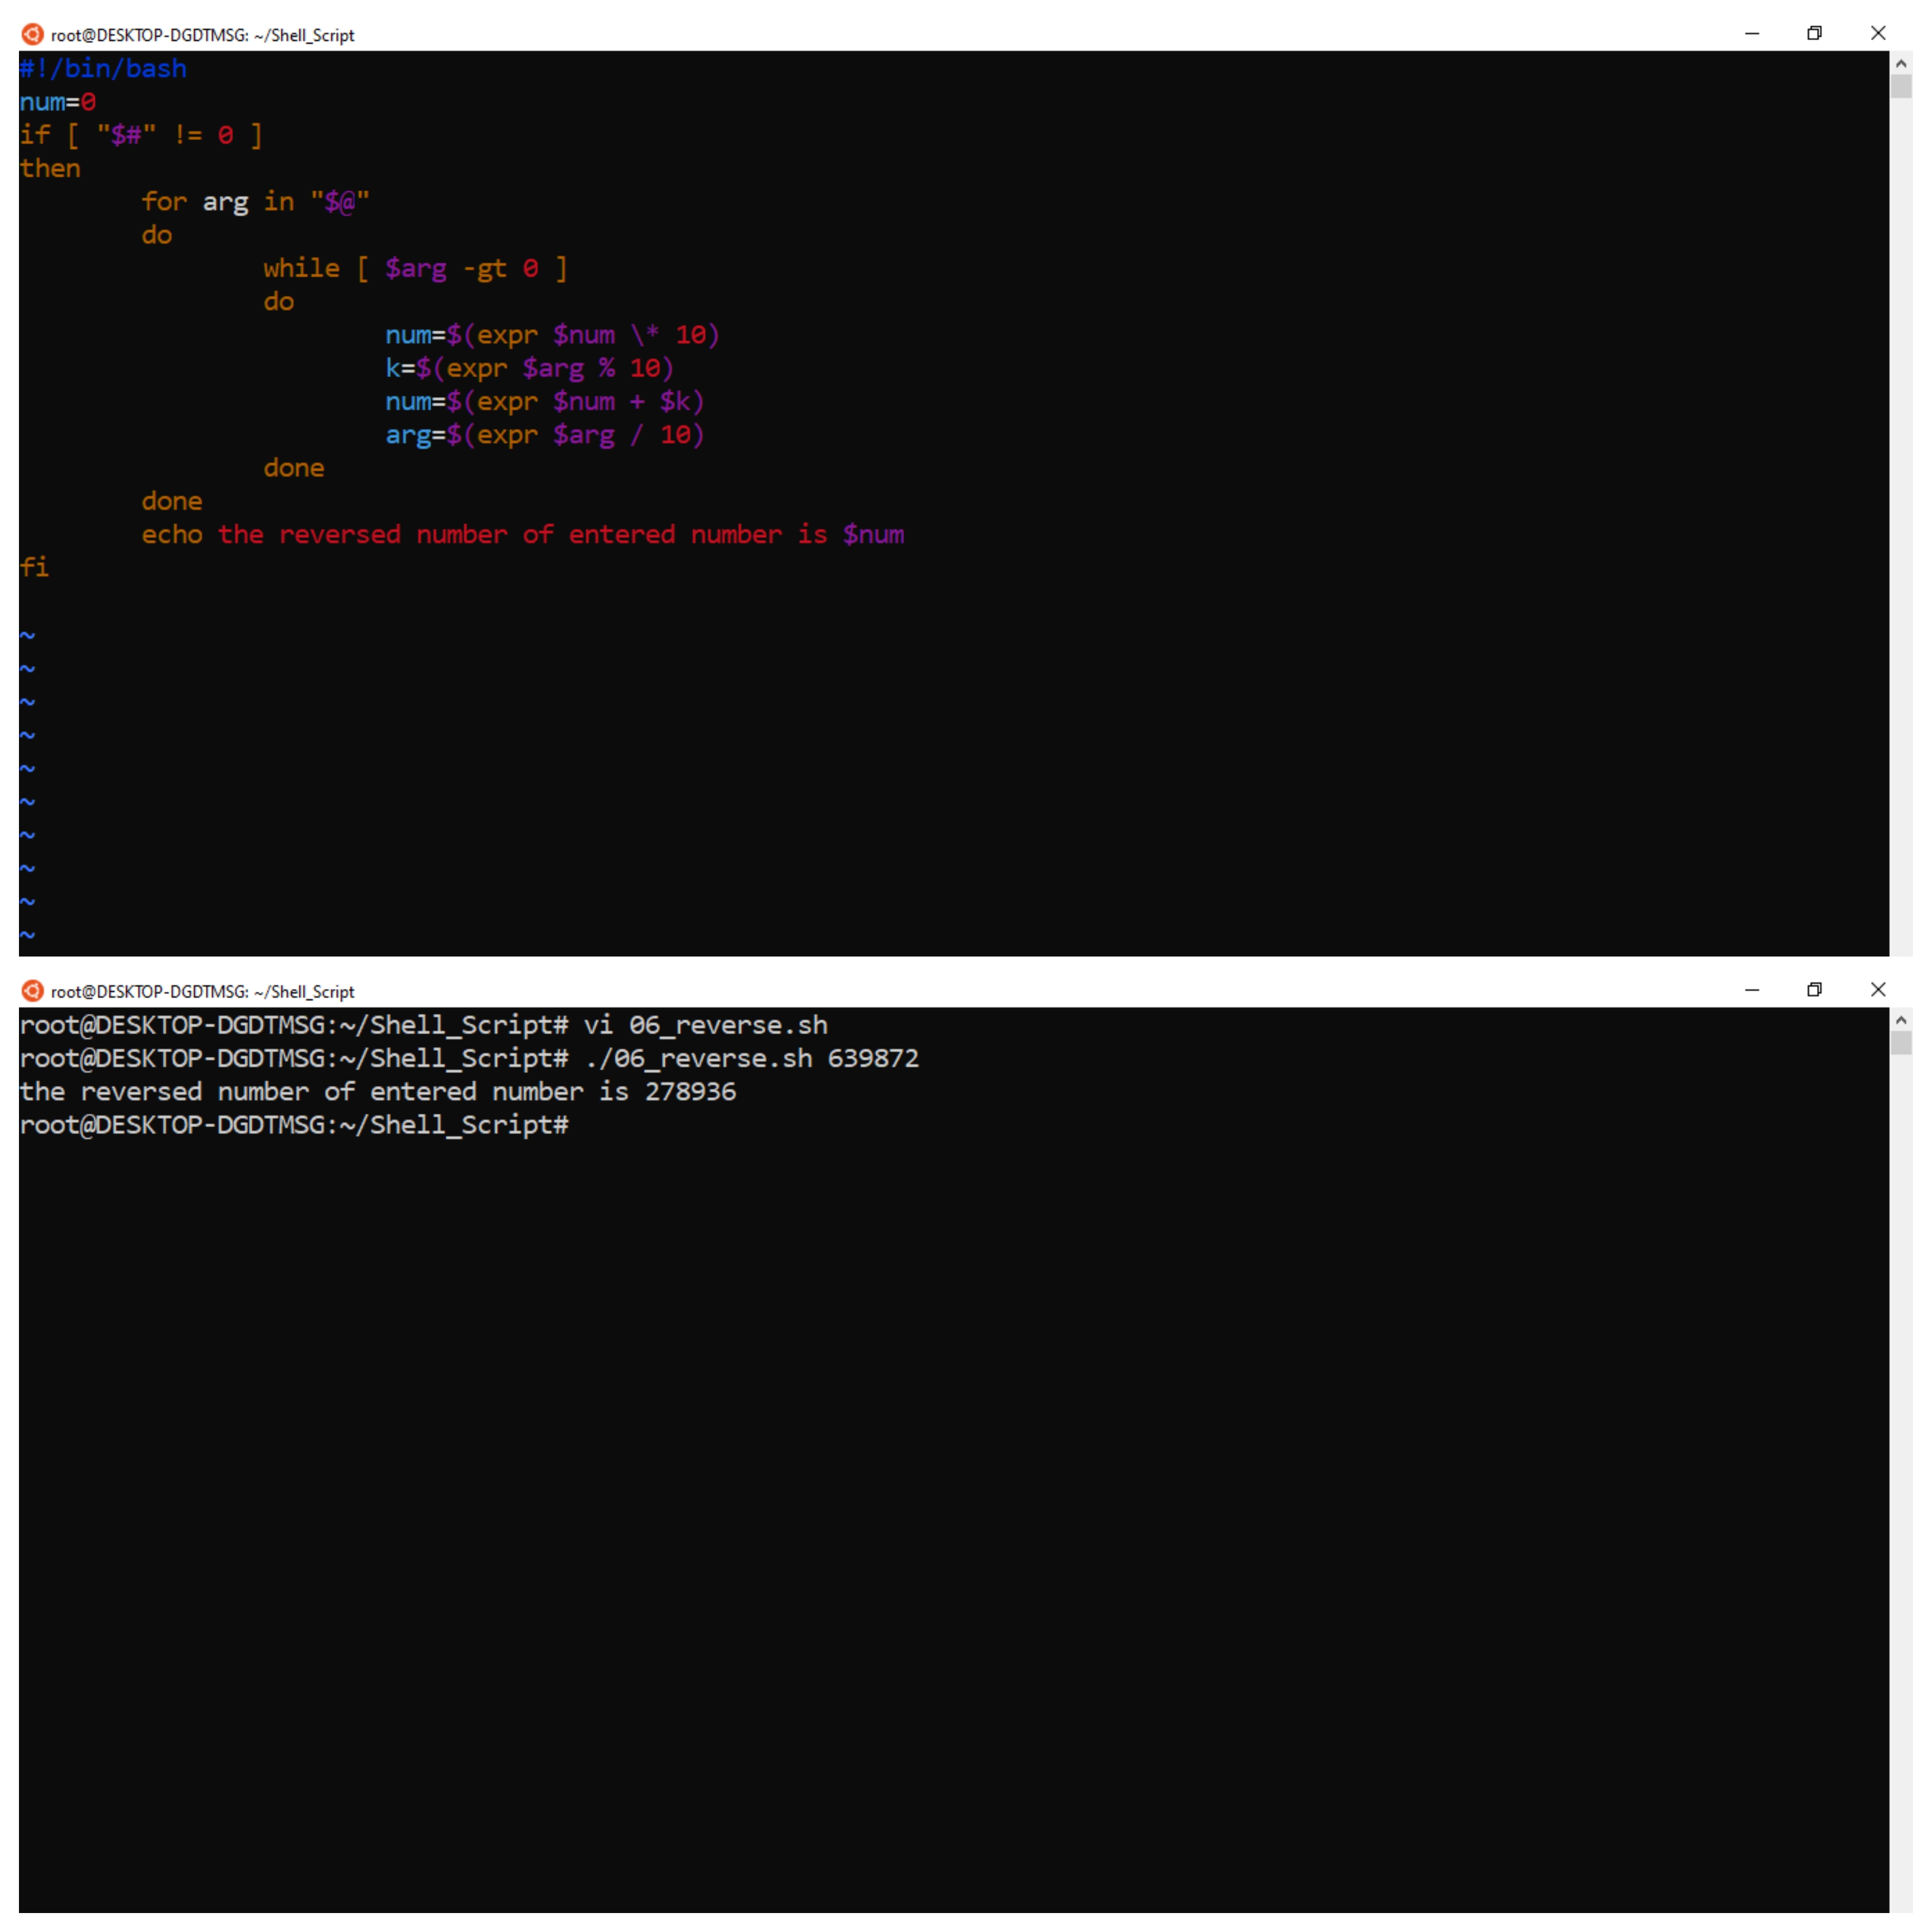 root@DESKTOP-DGDTMSG: ~/Shell_Script
#!/bin/bash
num=0
if [ "$#" != 0 ]
then
        for arg in "$@"
        do
                while [ $arg -gt 0 ]
                do
                        num=$(expr $num \* 10)
                        k=$(expr $arg % 10)
                        num=$(expr $num + $k)
                        arg=$(expr $arg / 10)
                done
        done
        echo the reversed number of entered number is $num
fi
~
~
~
~
~
~
~
~
~
~
root@DESKTOP-DGDTMSG: ~/Shell_Script
root@DESKTOP-DGDTMSG:~/Shell_Script# vi 06_reverse.sh
root@DESKTOP-DGDTMSG:~/Shell_Script# ./06_reverse.sh 639872
the reversed number of entered number is 278936
root@DESKTOP-DGDTMSG:~/Shell_Script#